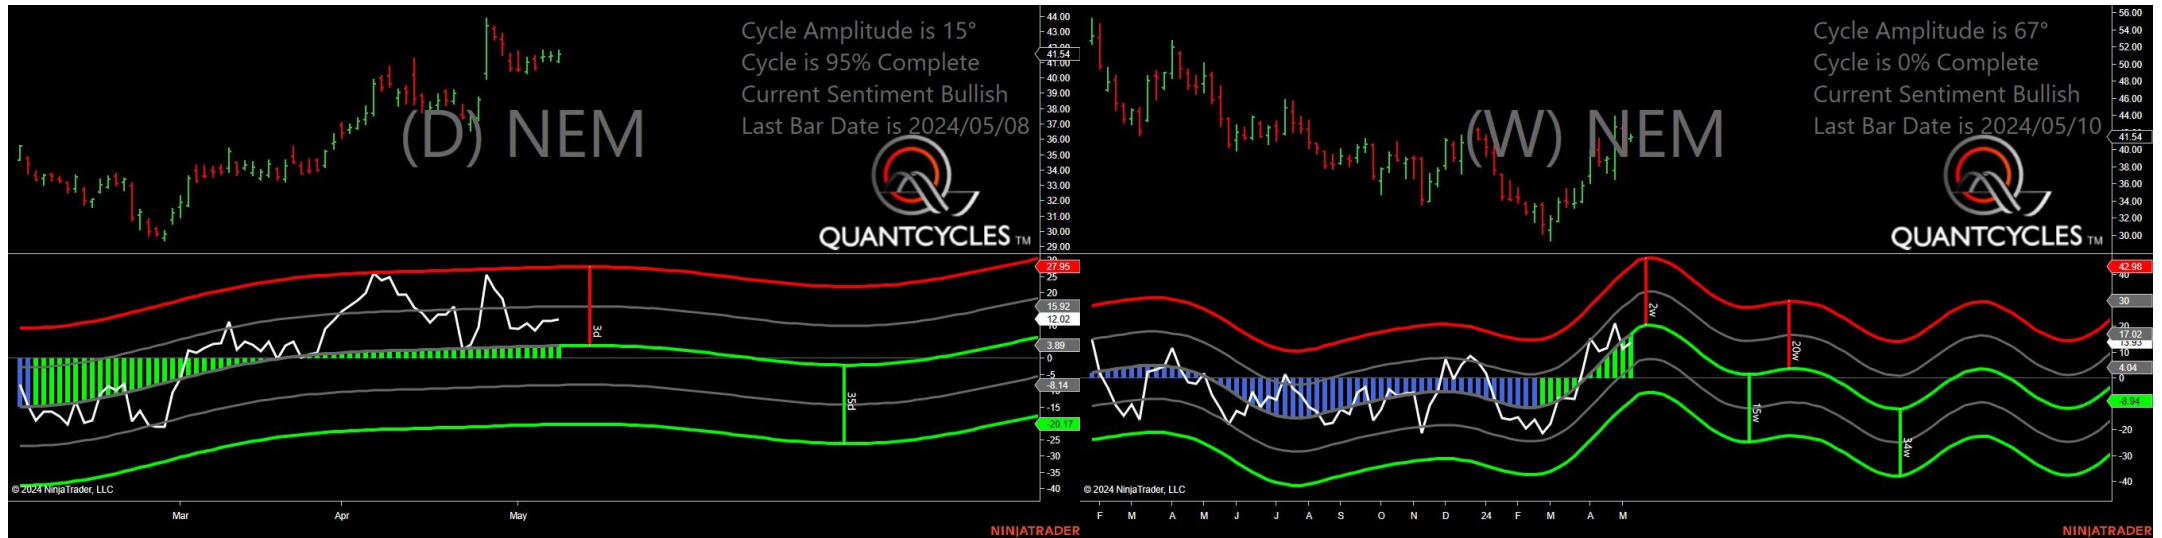 Cycle Amplitude is 15°
Cycle is 95% Complete
Current Sentiment Bullish
Last Bar Date is 2024/05/08
(D) NEM
QUANTCYCLES TM
44.00
43.00
41.54
41.00
40.00
39.00
38.00
37.00
36.00
35.00
34.00
33.00
32.00
31.00
30.00
29.00
27.95
25
20
15.92
12.02
3.89
0
-5
-8.14
-15
-20.17
-25
-30
-35
-40
3d
35d
© 2024 NinjaTrader, LLC
Mar
Apr
May
NINJATRADER
Cycle Amplitude is 67°
Cycle is 0% Complete
Current Sentiment Bullish
Last Bar Date is 2024/05/10
(W) NEM
QUANTCYCLES TM
56.00
54.00
52.00
50.00
48.00
46.00
44.00
41.54
40.00
38.00
36.00
34.00
32.00
30.00
42.98
40
30
20
17.02
13.93
10
4.04
0
-8.94
-20
-30
-40
2w
20w
15w
34w
© 2024 NinjaTrader, LLC
F M A M J J A S O N D 24 F M A M
NINJATRADER